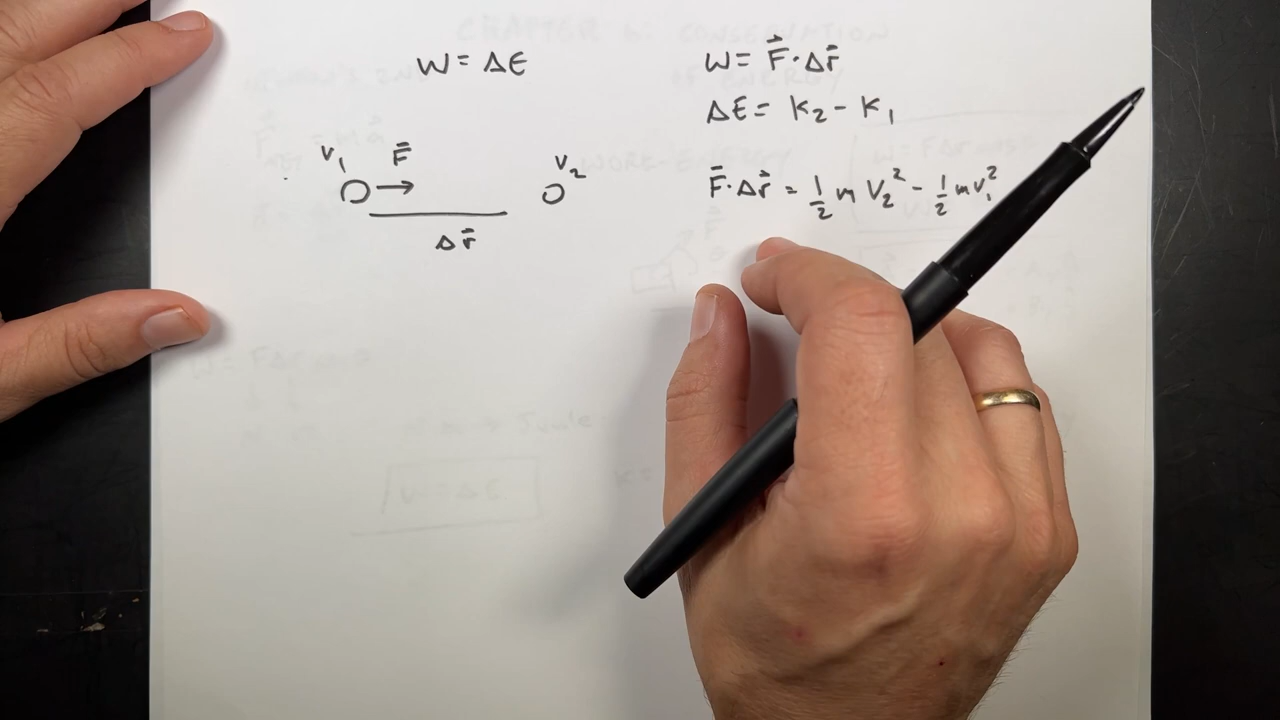 W = ΔE
V₁ F⃗ V₂
Δr⃗
W = F⃗·Δr⃗
ΔE = K₂ - K₁
F⃗·Δr⃗ = ½ m V₂² - ½ m v₁²